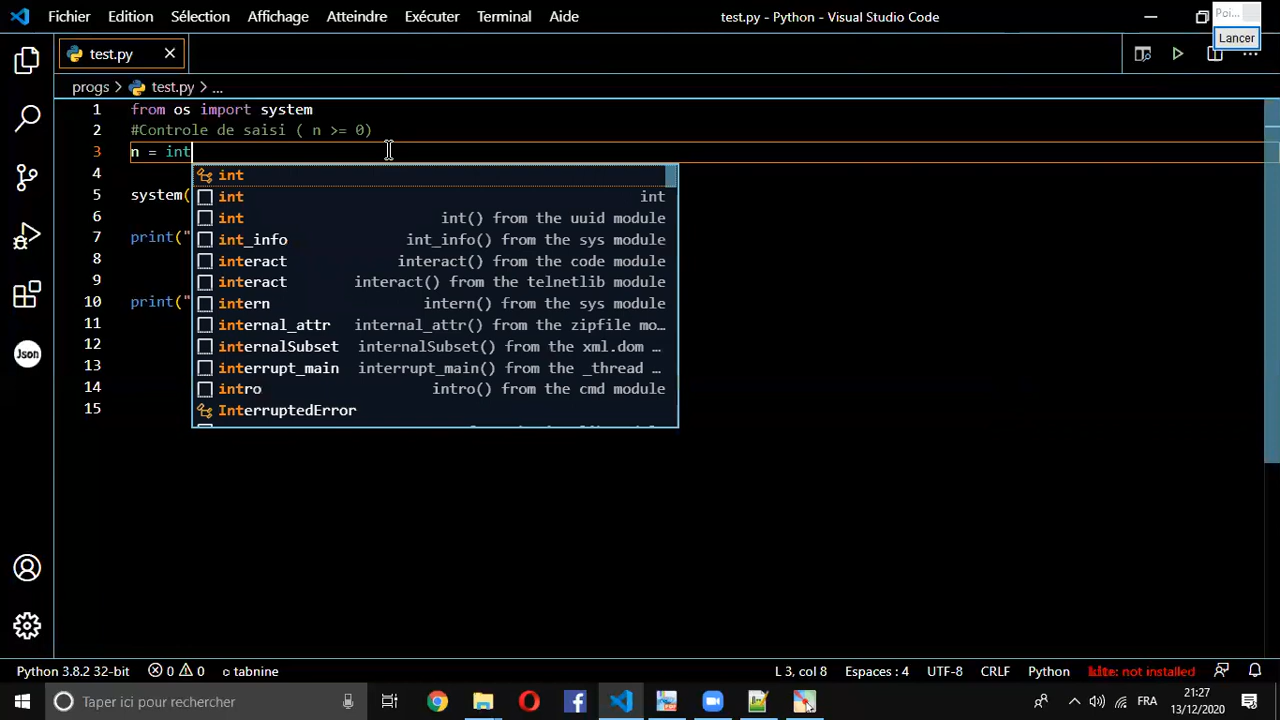 Fichier Edition Sélection Affichage Atteindre Exécuter Terminal Aide test.py - Python - Visual Studio Code
Poi...
Lancer
test.py
progs > test.py > ...
1 from os import system
2 #Controle de saisi ( n >= 0)
3 n = int
4 int
5 system( int int
6 int int() from the uuid module
7 print(" int_info int_info() from the sys module
8 interact interact() from the code module
9 interact interact() from the telnetlib module
10 print(" intern intern() from the sys module
11 internal_attr internal_attr() from the zipfile mo…
12 internalSubset internalSubset() from the xml.dom …
13 interrupt_main interrupt_main() from the _thread …
14 intro intro() from the cmd module
15 InterruptedError
Json
Python 3.8.2 32-bit 0 0 tabnine L 3, col 8 Espaces : 4 UTF-8 CRLF Python not installed
Taper ici pour rechercher FRA 21:27
13/12/2020